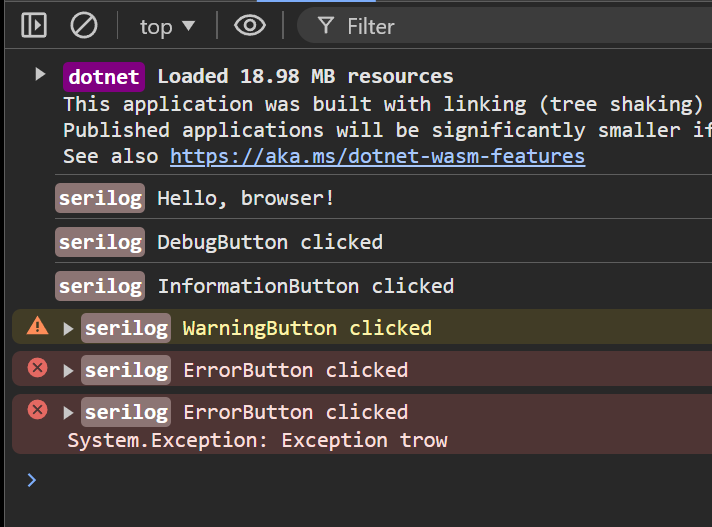 top Filter
dotnet Loaded 18.98 MB resources
This application was built with linking (tree shaking)
Published applications will be significantly smaller if
See also https://aka.ms/dotnet-wasm-features
serilog Hello, browser!
serilog DebugButton clicked
serilog InformationButton clicked
serilog WarningButton clicked
serilog ErrorButton clicked
serilog ErrorButton clicked
System.Exception: Exception trow